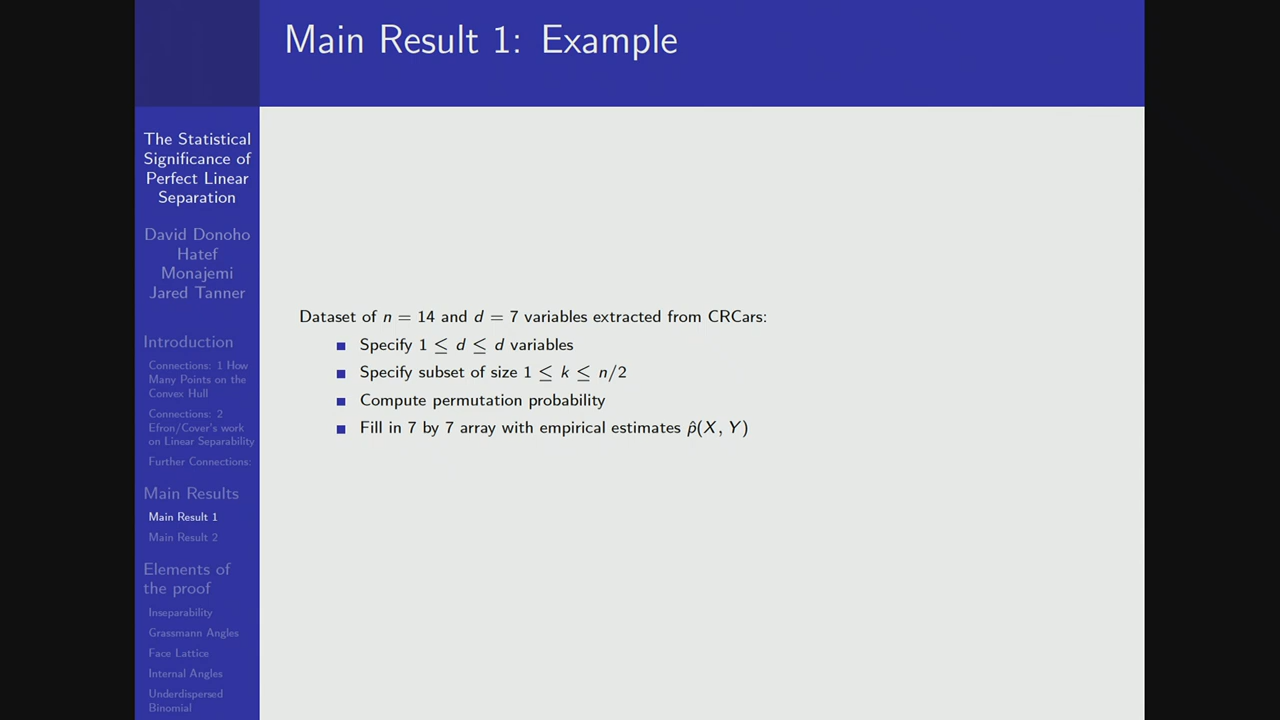 Main Result 1: Example
The Statistical
Significance of
Perfect Linear
Separation
David Donoho
Hatef
Monajemi
Jared Tanner
Introduction
Connections: 1 How
Many Points on the
Convex Hull
Connections: 2
Efron/Cover's work
on Linear Separability
Further Connections:
Main Results
Main Result 1
Main Result 2
Elements of
the proof
Inseparability
Grassmann Angles
Face Lattice
Internal Angles
Underdispersed
Binomial
Dataset of n = 14 and d = 7 variables extracted from CRCars:
Specify 1 ≤ d ≤ d variables
Specify subset of size 1 ≤ k ≤ n/2
Compute permutation probability
Fill in 7 by 7 array with empirical estimates p̂(X, Y)